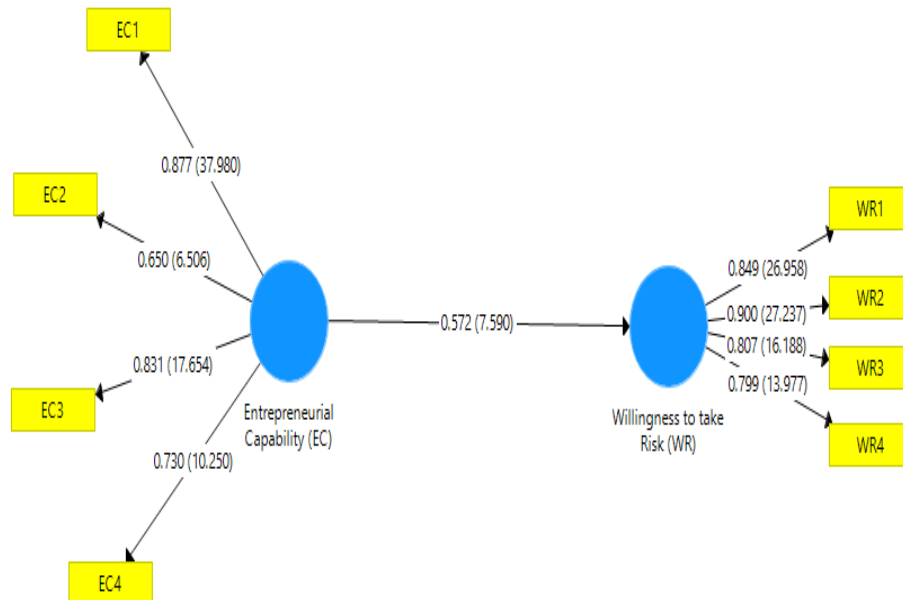 EC1
0.877 (37.980)
EC2
0.650 (6.506)
0.831 (17.654)
EC3
0.730 (10.250)
EC4
Entrepreneurial
Capability (EC)
0.572 (7.590)
Willingness to take
Risk (WR)
WR1
0.849 (26.958)
WR2
0.900 (27.237)
0.807 (16.188)
WR3
0.799 (13.977)
WR4